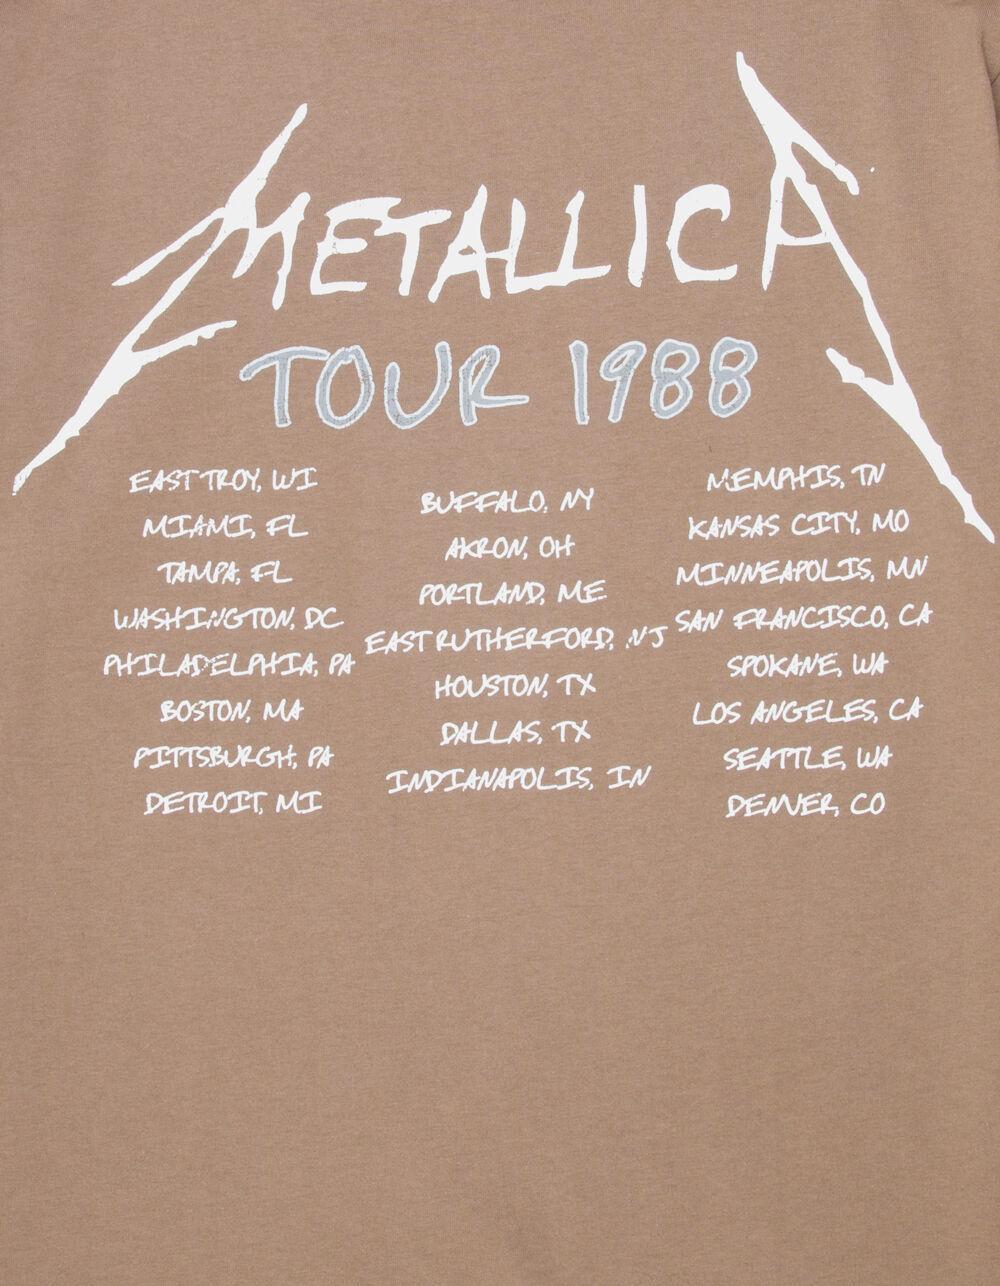 METALLICA
TOUR 1988
EAST TROY, WI
MIAMI, FL
TAMPA, FL
WASHINGTON, DC
PHILADELPHIA, PA
BOSTON, MA
PITTSBURGH, PA
DETROIT, MI
BUFFALO, NY
AKRON, OH
PORTLAND, ME
EAST RUTHERFORD, NJ
HOUSTON, TX
DALLAS, TX
INDIANAPOLIS, IN
MEMPHIS, TN
KANSAS CITY, MO
MINNEAPOLIS, MN
SAN FRANCISCO, CA
SPOKANE, WA
LOS ANGELES, CA
SEATTLE, WA
DENVER, CO